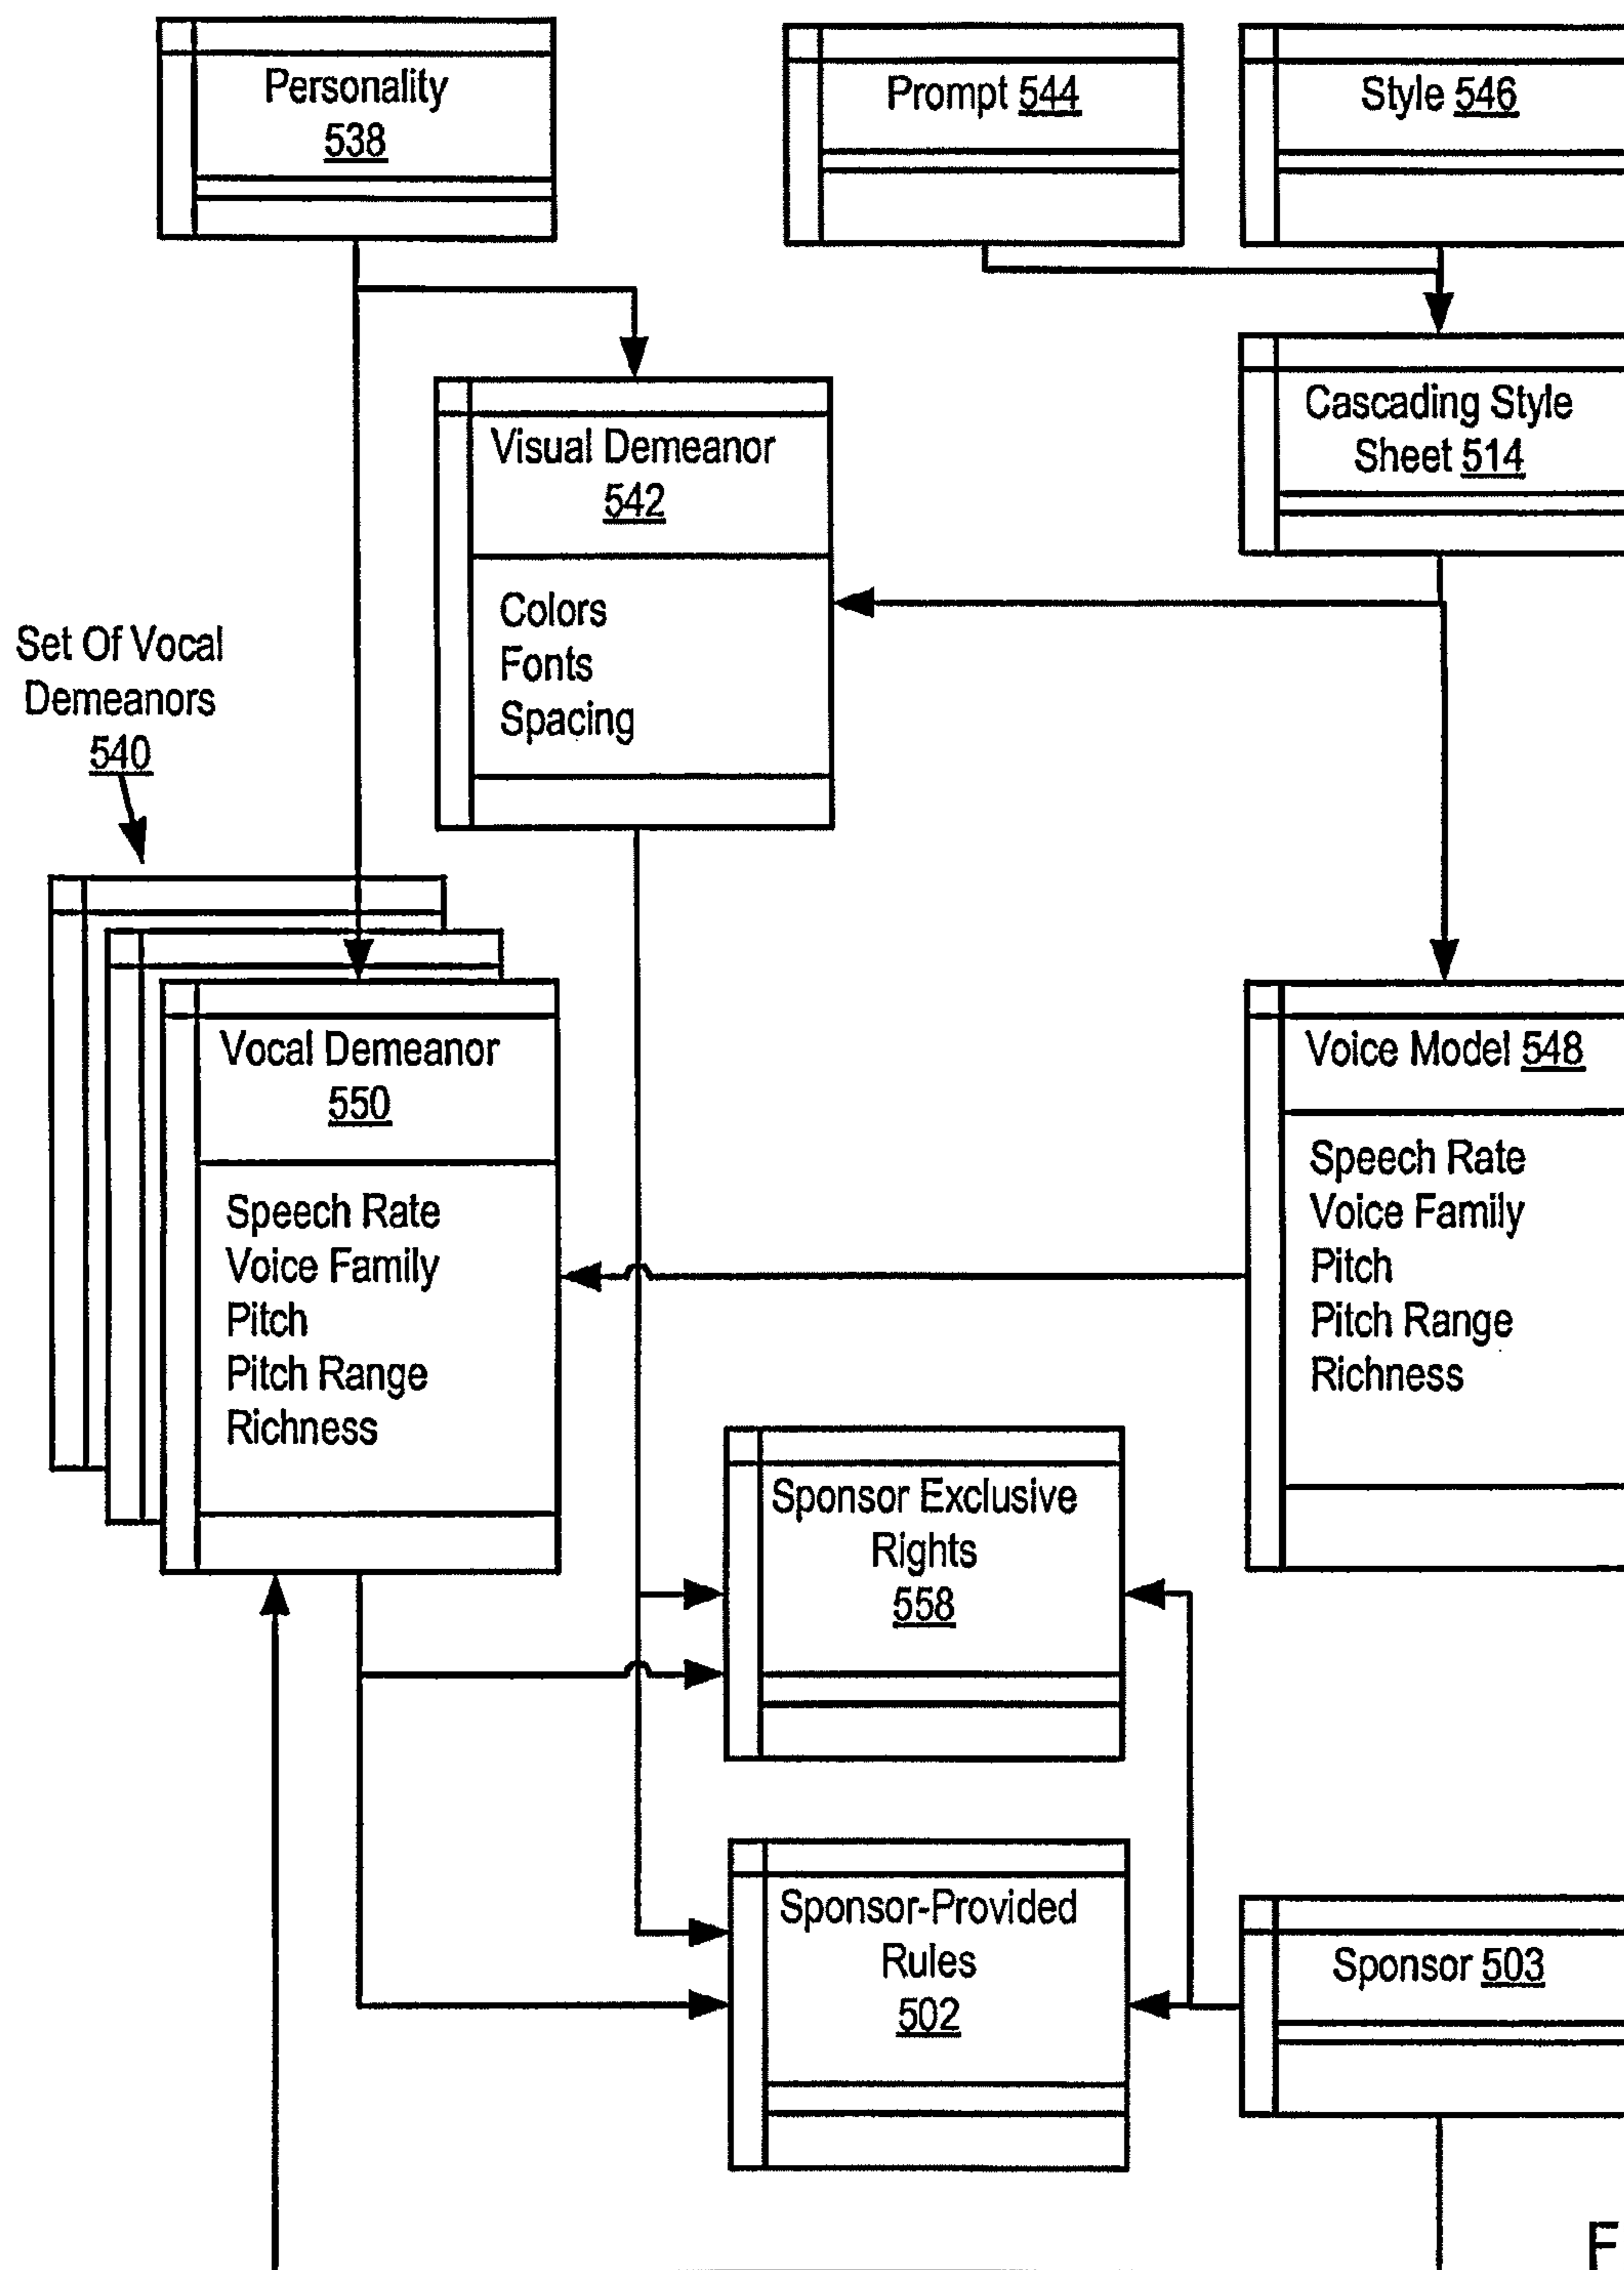 Personality
538
Prompt 544
Style 546
Visual Demeanor
542
Colors
Fonts
Spacing
Cascading Style
Sheet 514
Set Of Vocal
Demeanors
540
Vocal Demeanor
550
Speech Rate
Voice Family
Pitch
Pitch Range
Richness
Voice Model 548
Speech Rate
Voice Family
Pitch
Pitch Range
Richness
Sponsor Exclusive
Rights
558
Sponsor-Provided
Rules
502
Sponsor 503